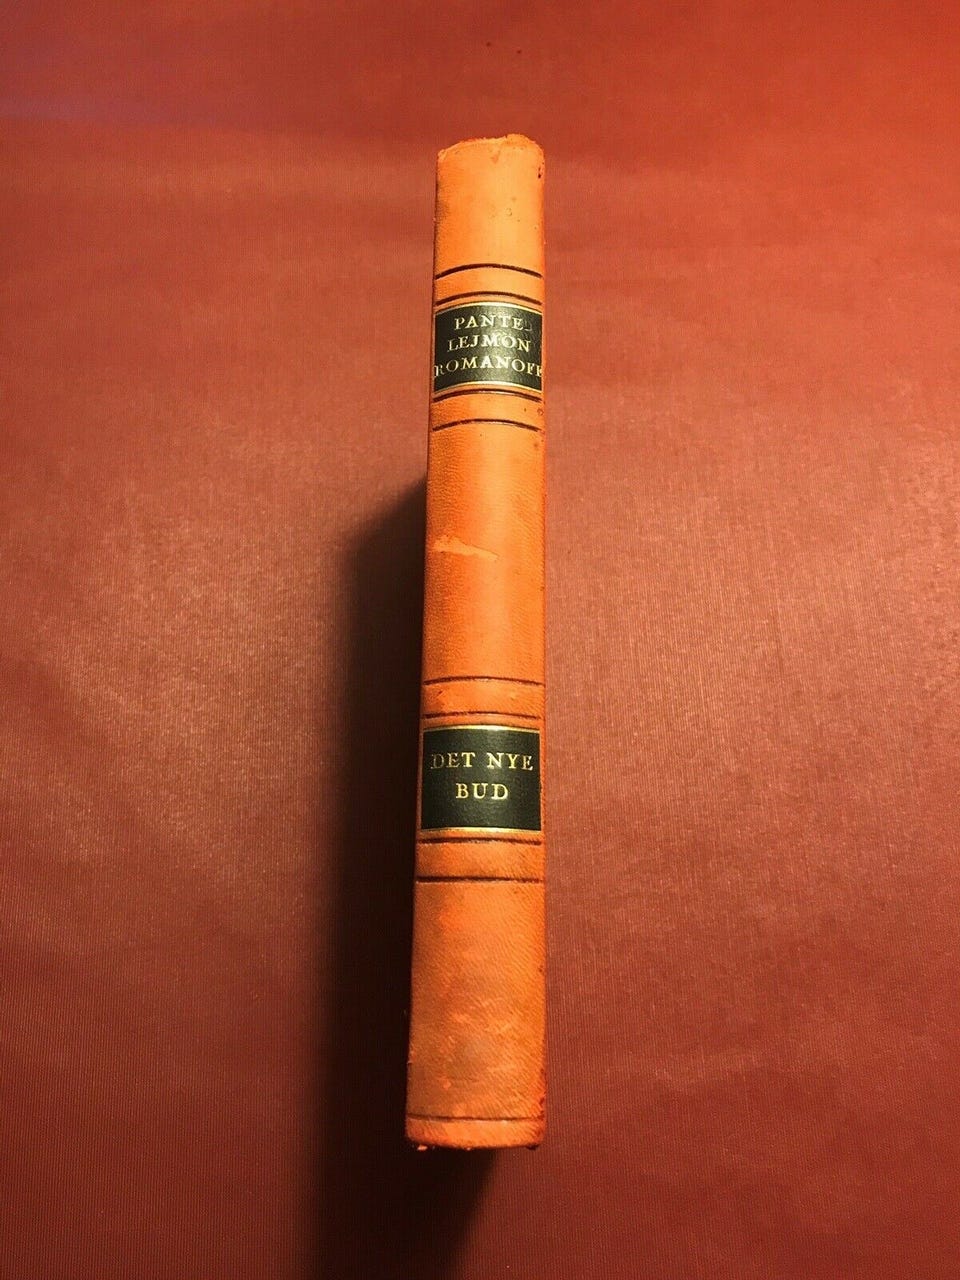 PANTE-
LEJMON
ROMANOFF
DET NYE
BUD